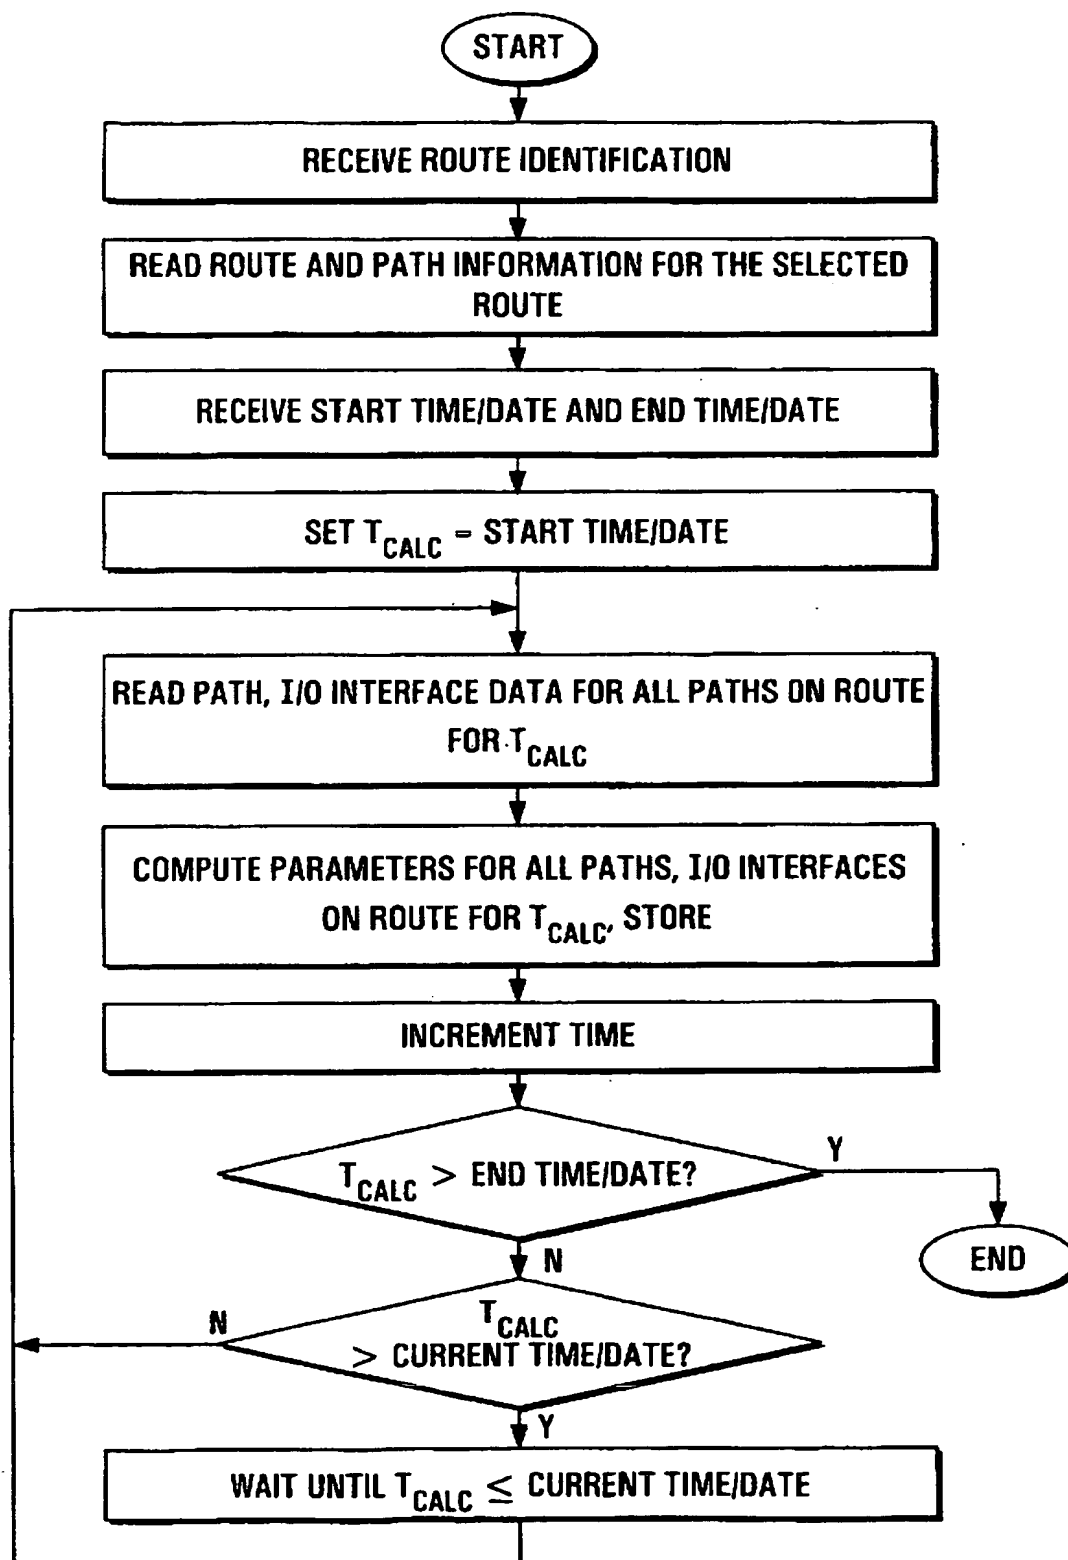 START
RECEIVE ROUTE IDENTIFICATION
READ ROUTE AND PATH INFORMATION FOR THE SELECTED
ROUTE
RECEIVE START TIME/DATE AND END TIME/DATE
SET T_CALC = START TIME/DATE
READ PATH, I/O INTERFACE DATA FOR ALL PATHS ON ROUTE
FOR T_CALC
COMPUTE PARAMETERS FOR ALL PATHS, I/O INTERFACES
ON ROUTE FOR T_CALC, STORE
INCREMENT TIME
T_CALC > END TIME/DATE?
Y
END
N
T_CALC
> CURRENT TIME/DATE?
N
Y
WAIT UNTIL T_CALC ≤ CURRENT TIME/DATE